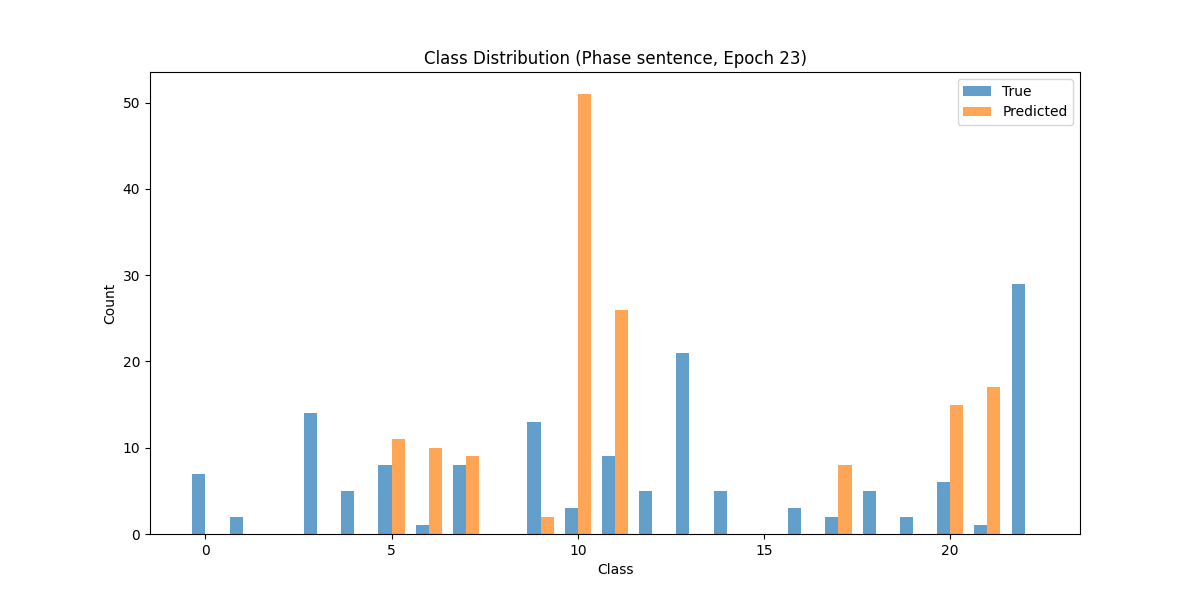 Class Distribution (Phase sentence, Epoch 23)
True
Predicted
50
40
30
20
10
0
Count
0 5 10 15 20
Class